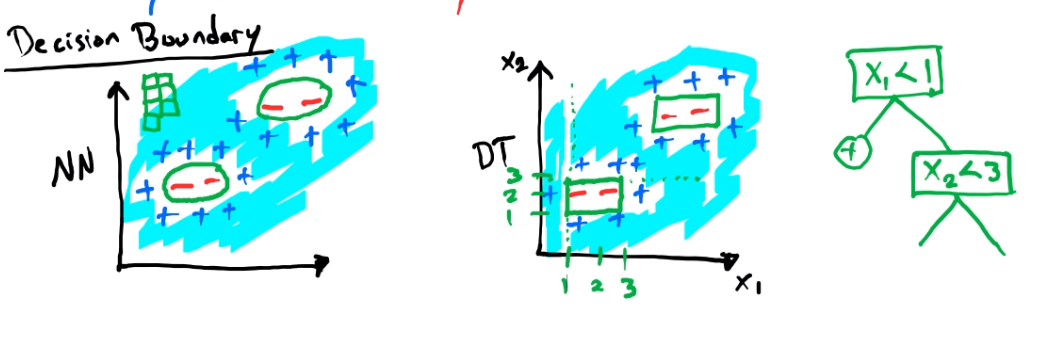 Decision Boundary
NN
X2
DT
3
2
1
1 2 3
X1
X1 < 1
+
X2 < 3